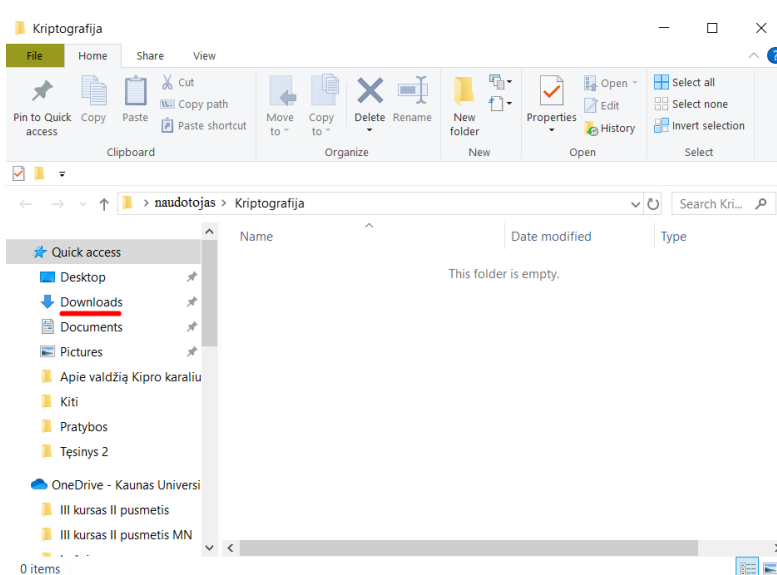 Kriptografija
File Home Share View
Pin to Quick access
Copy
Paste
Cut
Copy path
Paste shortcut
Clipboard
Move to
Copy to
Delete
Rename
Organize
New folder
New
Properties
Open
Edit
History
Open
Select all
Select none
Invert selection
Select
naudotojas > Kriptografija
Search Kri...
Name Date modified Type
This folder is empty.
Quick access
Desktop
Downloads
Documents
Pictures
Apie valdžią Kipro karaliu
Kiti
Pratybos
Tęsinys 2
OneDrive - Kaunas Universi
III kursas II pusmetis
III kursas II pusmetis MN
0 items